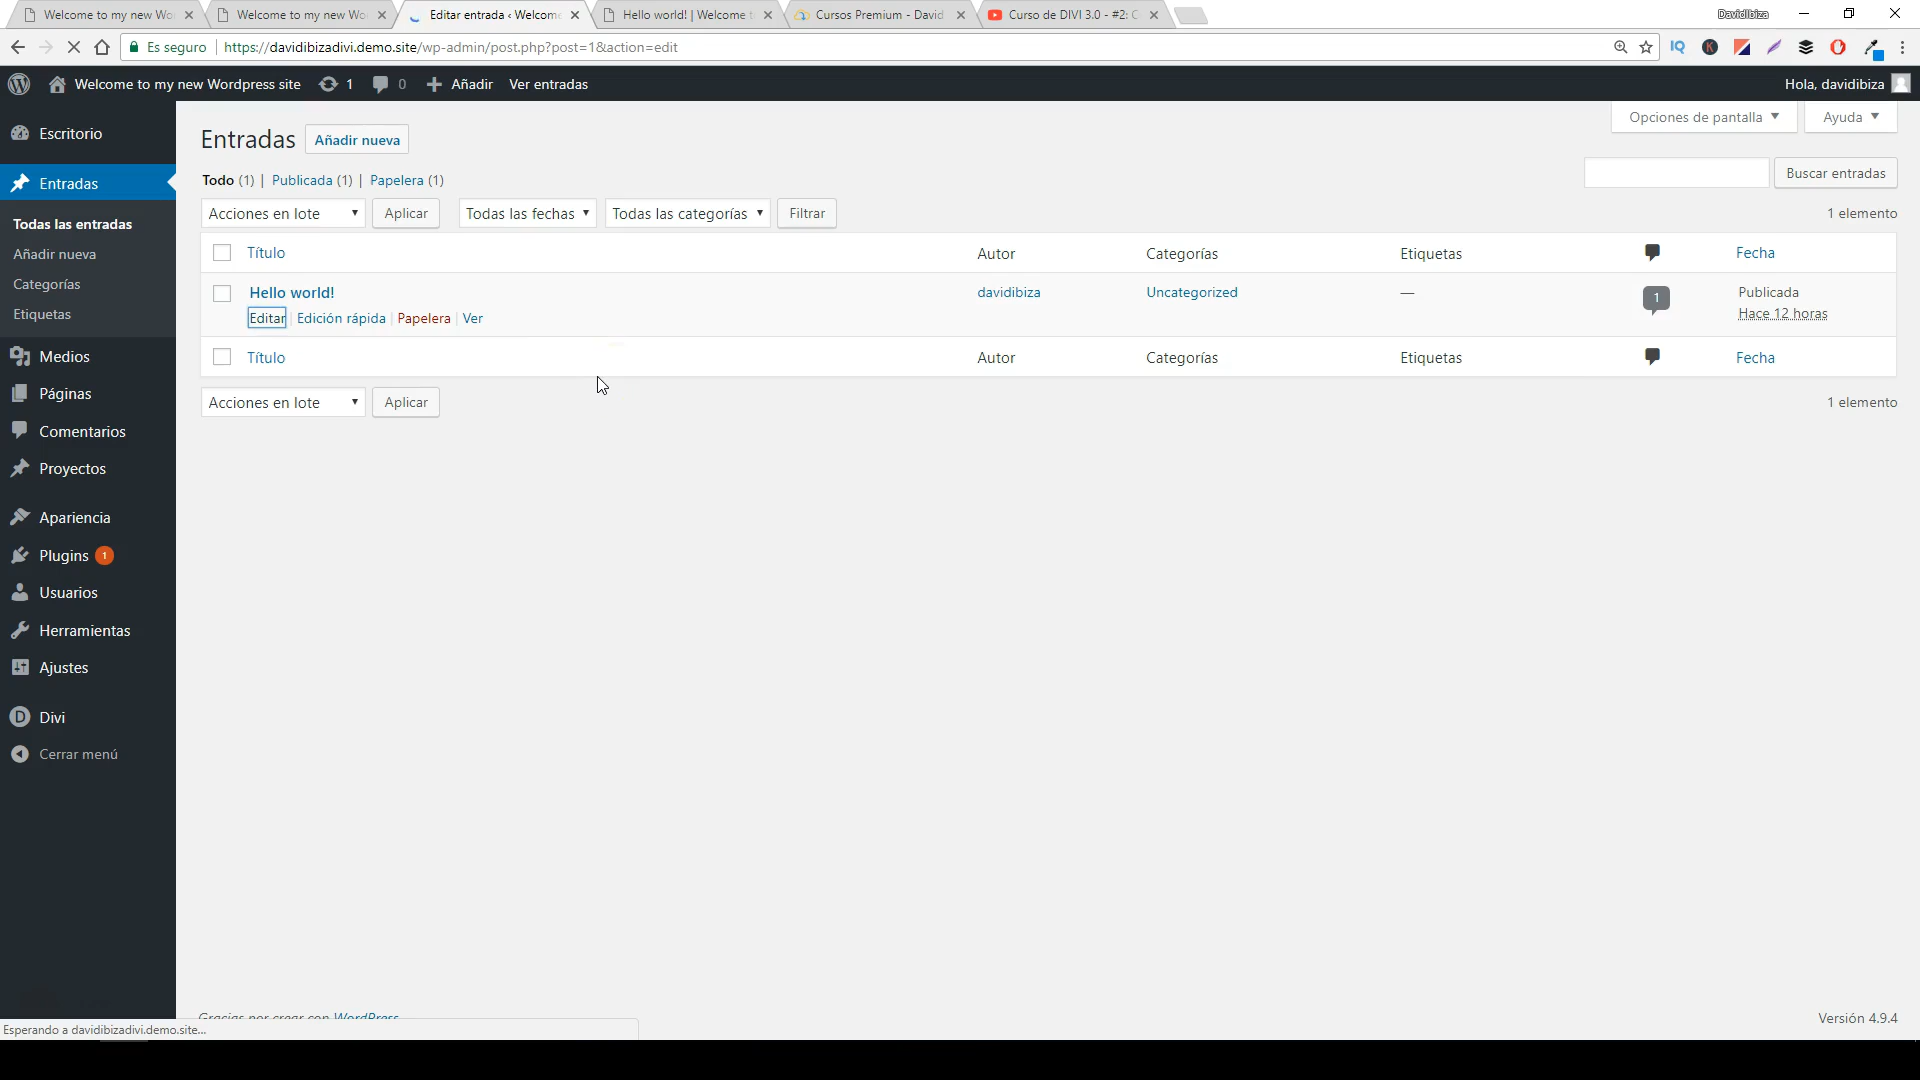 Welcome to my new Wo
Welcome to my new Wo
Editar entrada ‹ Welcome
Hello world! | Welcome t
Cursos Premium - David
Curso de DIVI 3.0 - #2: C
Davidibiza
Es seguro
https://davidibizadivi.demo.site/wp-admin/post.php?post=1&action=edit
Welcome to my new Wordpress site
1
0
Añadir
Ver entradas
Hola, davidibiza
Escritorio
Entradas
Todas las entradas
Añadir nueva
Categorías
Etiquetas
Medios
Páginas
Comentarios
Proyectos
Apariencia
Plugins 1
Usuarios
Herramientas
Ajustes
Divi
Cerrar menú
Opciones de pantalla
Ayuda
Entradas Añadir nueva
Todo (1) | Publicada (1) | Papelera (1)
Buscar entradas
Acciones en lote Aplicar Todas las fechas Todas las categorías Filtrar 1 elemento
Título Autor Categorías Etiquetas Fecha
Hello world! davidibiza Uncategorized — 1 Publicada
Editar | Edición rápida | Papelera | Ver Hace 12 horas
Título Autor Categorías Etiquetas Fecha
Acciones en lote Aplicar 1 elemento
Gracias por crear con WordPress
Versión 4.9.4
Esperando a davidibizadivi.demo.site...